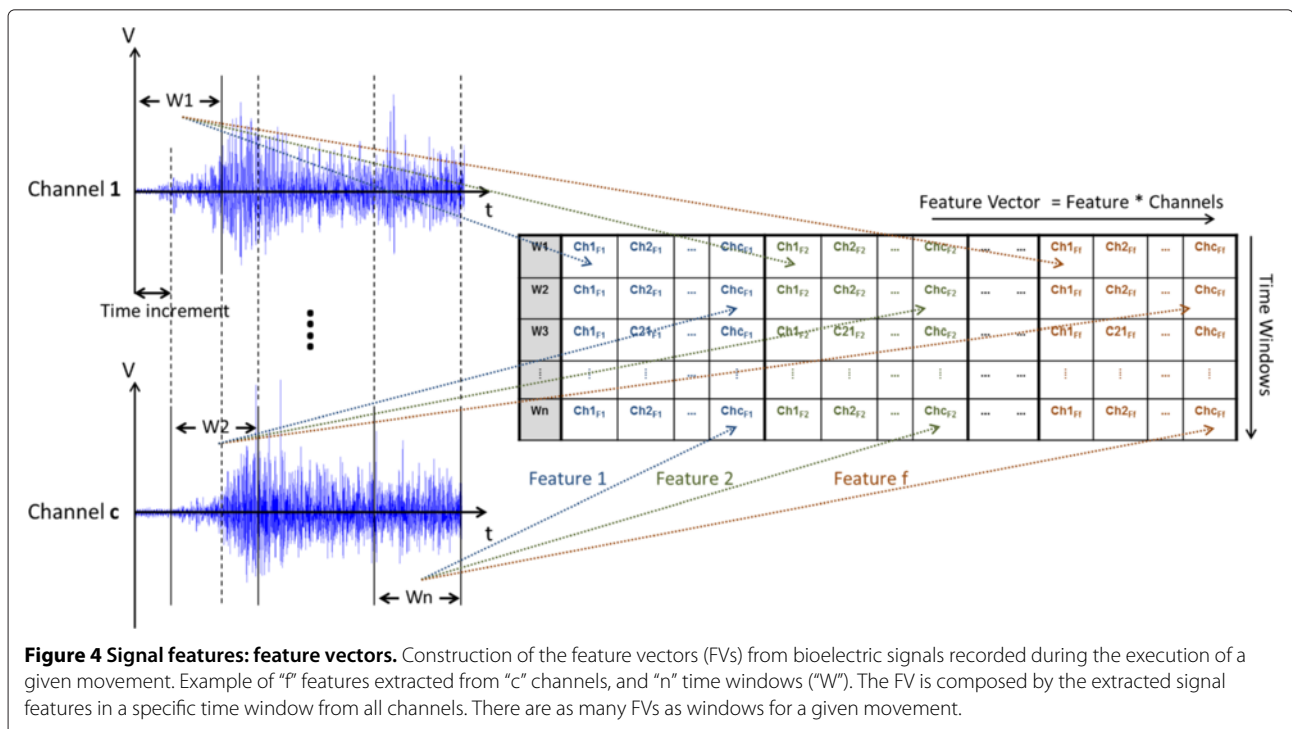 V
W1
Channel 1
t
Time increment
V
W2
Channel c
t
Wn
Feature Vector = Feature * Channels
Time Windows
W1 Ch1F1 Ch2F1 ... ChcF1 Ch1F2 Ch2F2 ... ChcF2 ... ... Ch1Ff Ch2Ff ... ChcFf
W2 Ch1F1 Ch2F1 ... ChcF1 Ch1F2 Ch2F2 ... ChcF2 ... ... Ch1Ff Ch2Ff ... ChcFf
W3 Ch1F1 C21F1 ... ChcF1 Ch1F2 C21F2 ... ChcF2 ... ... Ch1Ff C21Ff ... ChcFf
... ... ... ... ... ... ... ... ... ... ... ... ... ... ...
Wn Ch1F1 Ch2F1 ... ChcF1 Ch1F2 Ch2F2 ... ChcF2 ... ... Ch1Ff Ch2Ff ... ChcFf
Feature 1 Feature 2 Feature f
Figure 4 Signal features: feature vectors. Construction of the feature vectors (FVs) from bioelectric signals recorded during the execution of a
given movement. Example of “f” features extracted from “c” channels, and “n” time windows (“W”). The FV is composed by the extracted signal
features in a specific time window from all channels. There are as many FVs as windows for a given movement.